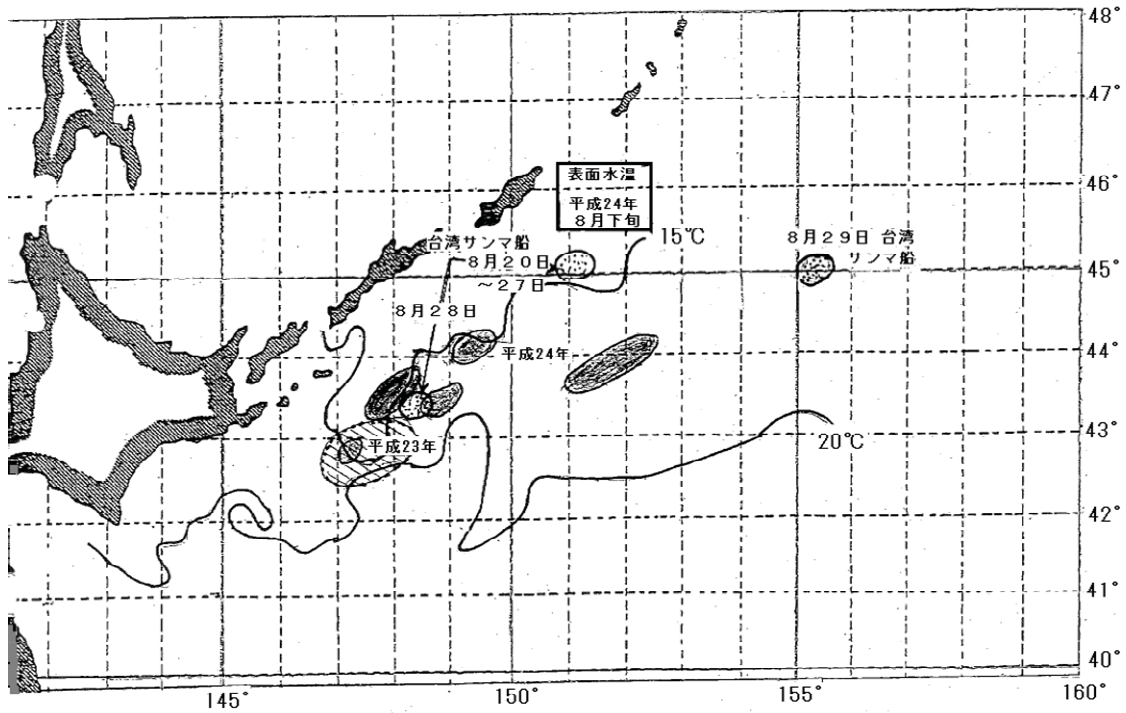 48°
47°
表面水温
平成24年
8月下旬
46°
15℃
台湾サンマ船
8月20日
～27日
8月29日 台湾
サンマ船
45°
8月28日
平成24年
44°
平成23年
43°
20℃
42°
41°
40°
145°
150°
155°
160°